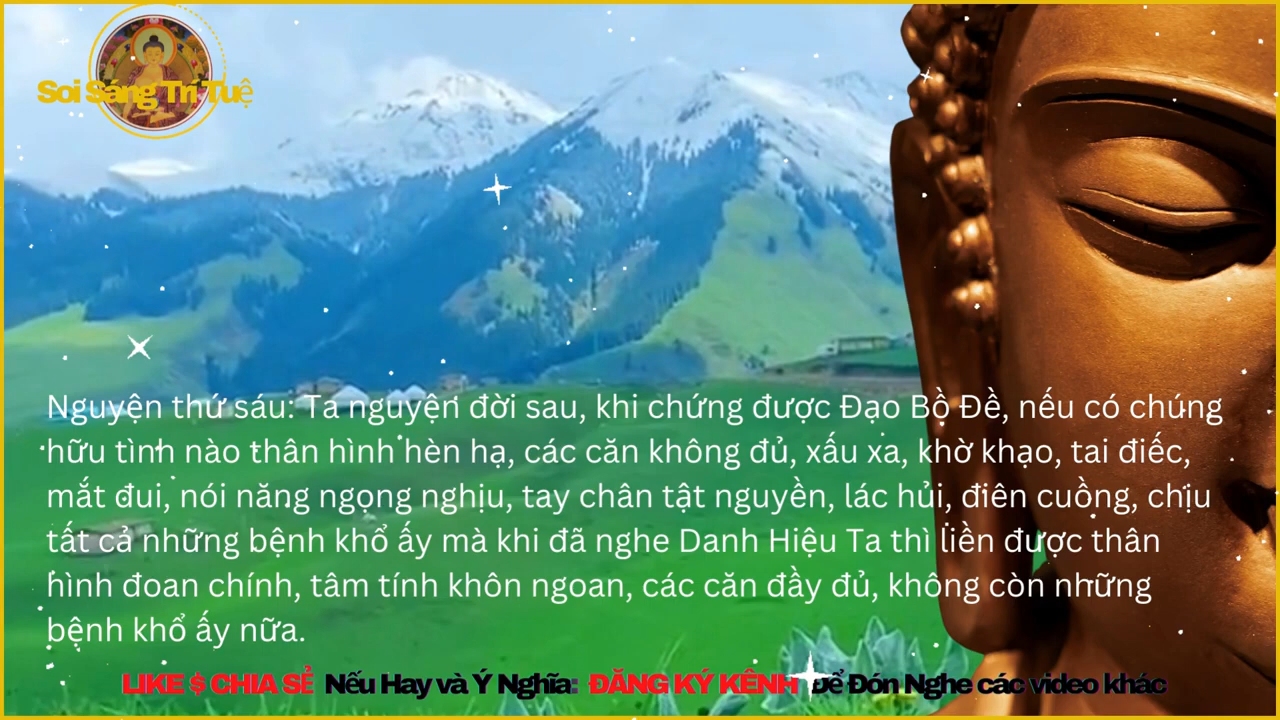 Soi Sáng Trí Tuệ
Nguyện thứ sáu: Ta nguyện đời sau, khi chứng được Đạo Bồ Đề, nếu có chúng
hữu tình nào thân hình hèn hạ, các căn không đủ, xấu xa, khờ khạo, tai điếc,
mắt đui, nói năng ngọng nghịu, tay chân tật nguyền, lác hủi, điên cuồng, chịu
tất cả những bệnh khổ ấy mà khi đã nghe Danh Hiệu Ta thì liền được thân
hình đoan chính, tâm tính khôn ngoan, các căn đầy đủ, không còn những
bệnh khổ ấy nữa.
LIKE $ CHIA SẺ Nếu Hay và Ý Nghĩa: ĐĂNG KÝ KÊNH Để Đón Nghe các video khác